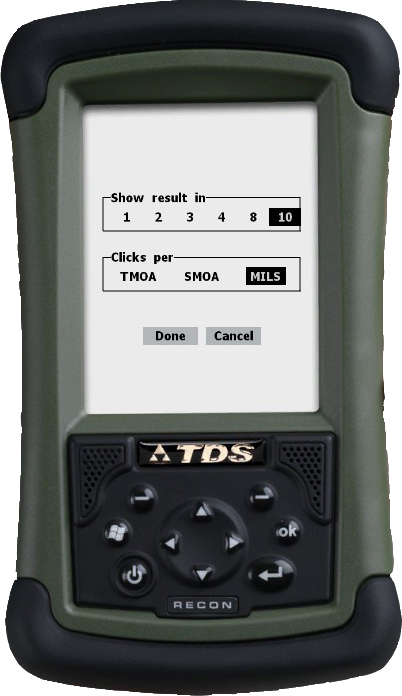 Show result in
1 2 3 4 8 10
Clicks per
TMOA SMOA MILS
Done Cancel
TDS
ok
RECON